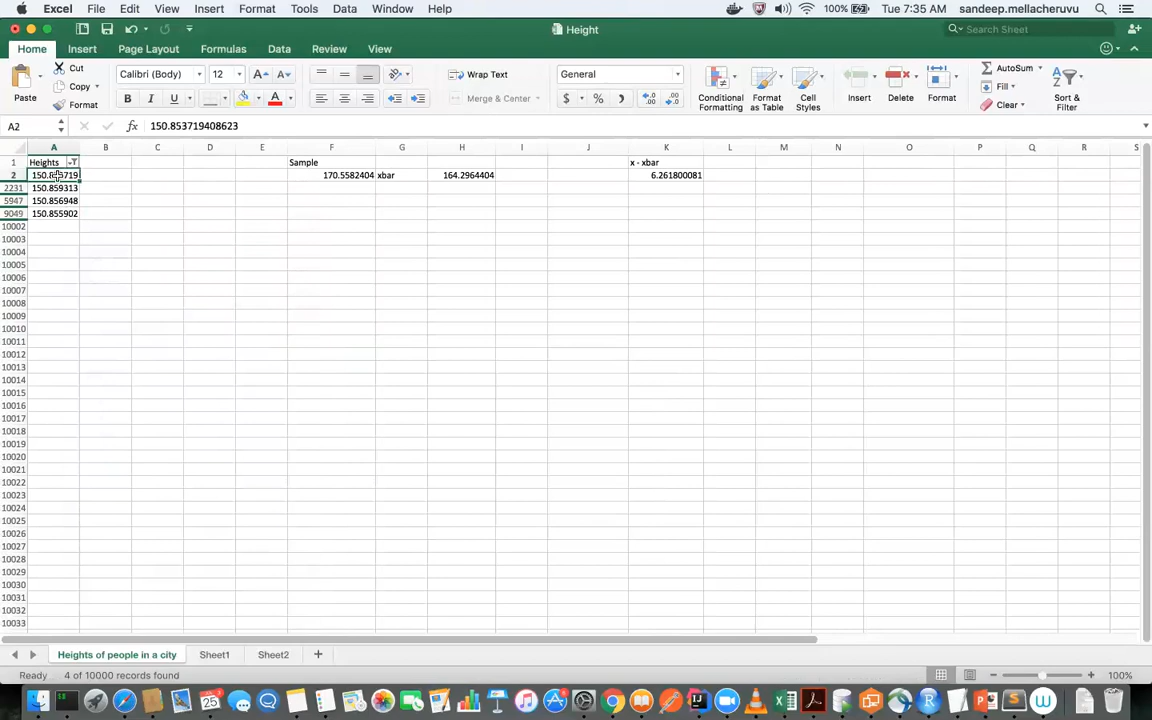 Excel File Edit View Insert Format Tools Data Window Help 100% Tue 7:35 AM sandeep.mellacheruvu
Height Search Sheet
Home Insert Page Layout Formulas Data Review View
Paste Cut Copy Format
Calibri (Body) 12
B I U A
Wrap Text
Merge & Center
General
$ % )
Conditional Formatting
Format as Table
Cell Styles
Insert Delete Format
AutoSum
Fill
Clear
Sort & Filter
A2 fx 150.853719408623
A B C D E F G H I J K L M N O P Q R S
1 Heights Sample x - xbar
2 170.5582404 xbar 164.2964404 6.261800081
2231 150.859313
5947 150.856948
9049 150.855902
10002
10003
10004
10005
10006
10007
10008
10009
10010
10011
10012
10013
10014
10015
10016
10017
10018
10019
10020
10021
10022
10023
10024
10025
10026
10027
10028
10029
10030
10031
10032
10033
Heights of people in a city Sheet1 Sheet2 +
Ready 4 of 10000 records found 100%